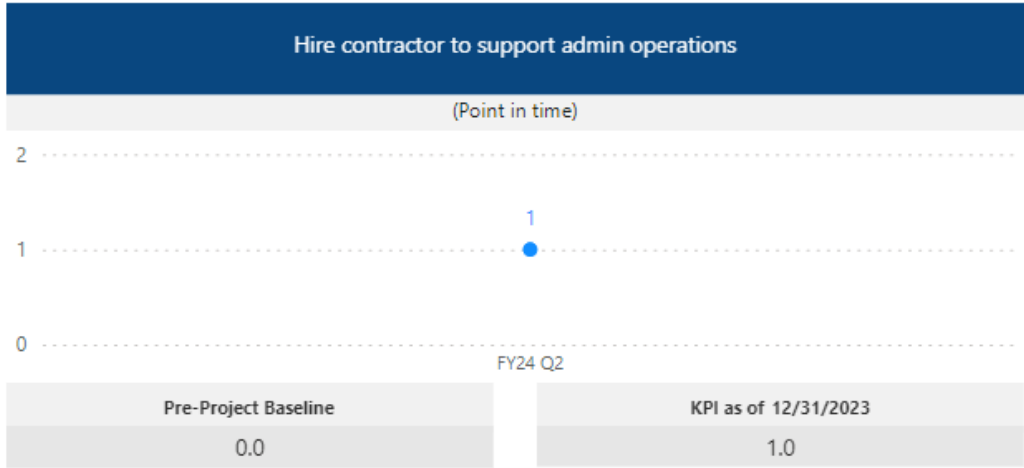 Hire contractor to support admin operations
(Point in time)
2
1
1
0
FY24 Q2
Pre-Project Baseline
KPI as of 12/31/2023
0.0
1.0